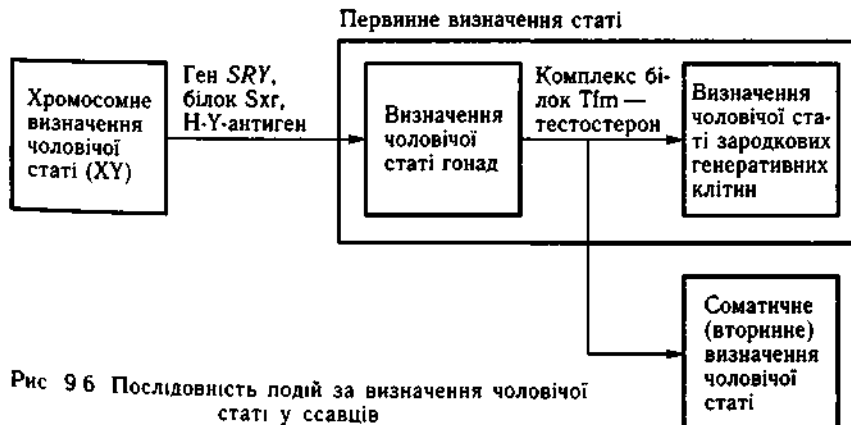 Первинне визначення статі
Хромосомне
визначення
чоловічої
статі (XY)
Ген SRY,
білок Sxr,
H-Y-антиген
Визначення
чоловічої
статі гонад
Комплекс бі-
лок Tfm —
тестостерон
Визначення
чоловічої ста-
ті зародкових
генеративних
клітин
Соматичне
(вторинне)
визначення
чоловічої
статі
Рис 9 6 Послідовність подій за визначення чоловічої
статі у ссавців